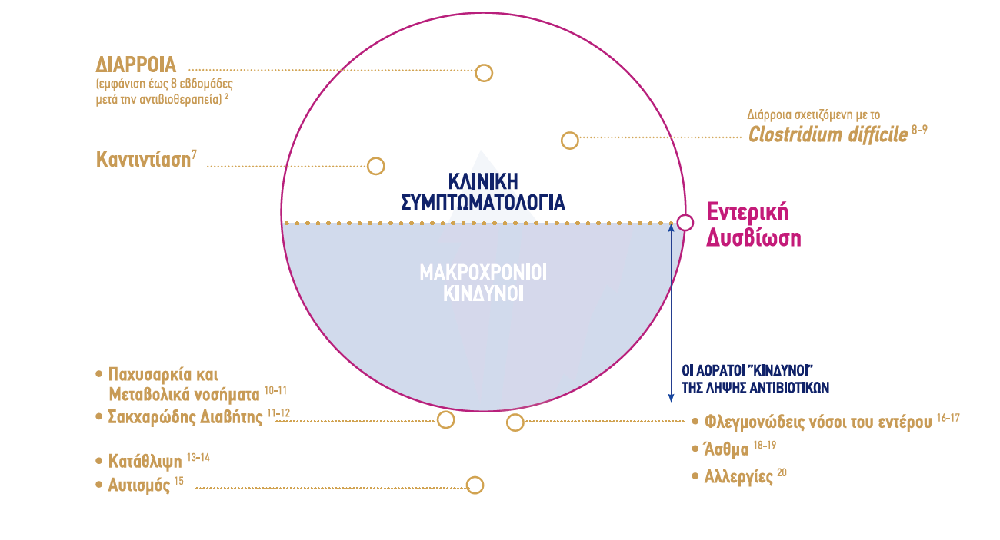 ΔΙΑΡΡΟΙΑ
(εμφάνιση έως 8 εβδομάδες
μετά την αντιβιοθεραπεία) 2
Διάρροια σχετιζόμενη με το
Clostridium difficile 8-9
Καντιντίαση7
ΚΛΙΝΙΚΗ
ΣΥΜΠΤΩΜΑΤΟΛΟΓΙΑ
Εντερική
Δυσβίωση
ΜΑΚΡΟΧΡΟΝΙΟΙ
ΚΙΝΔΥΝΟΙ
ΟΙ ΑΟΡΑΤΟΙ "ΚΙΝΔΥΝΟΙ"
ΤΗΣ ΛΗΨΗΣ ΑΝΤΙΒΙΟΤΙΚΩΝ
• Παχυσαρκία και
Μεταβολικά νοσήματα 10-11
• Σακχαρώδης Διαβήτης 11-12
• Κατάθλιψη 13-14
• Αυτισμός 15
• Φλεγμονώδεις νόσοι του εντέρου 16-17
• Άσθμα 18-19
• Αλλεργίες 20